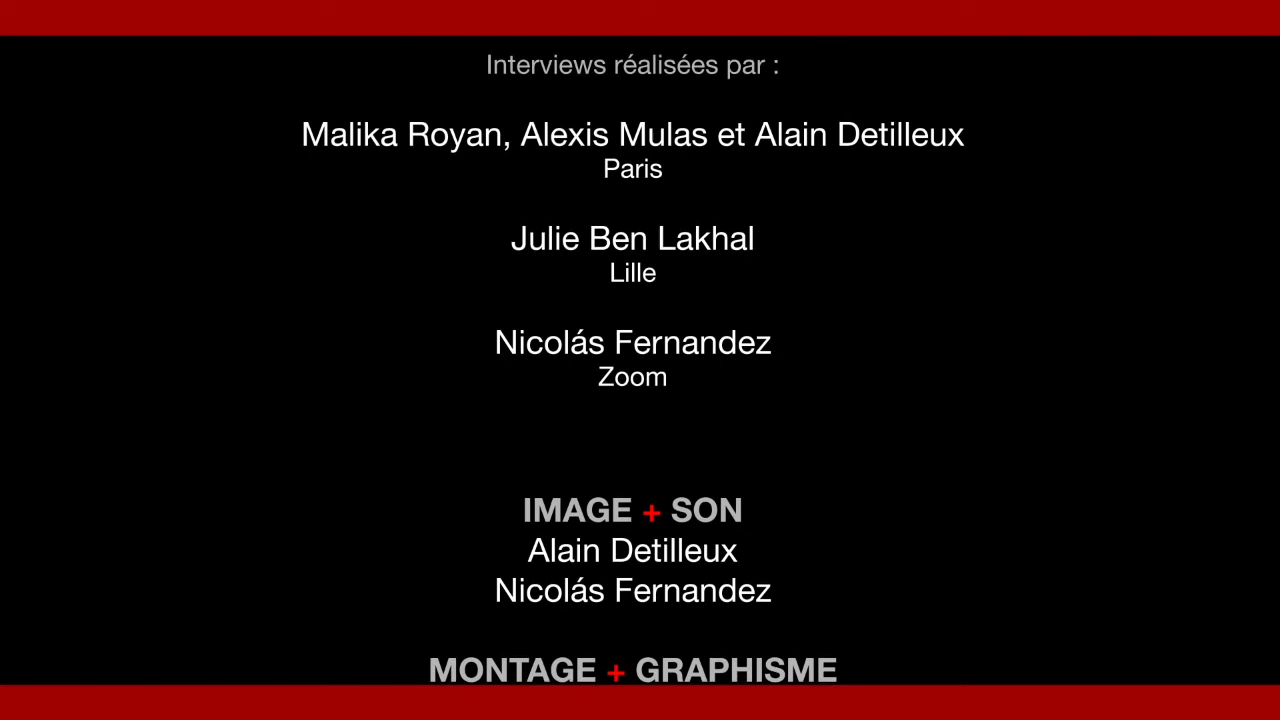 Interviews réalisées par :
Malika Royan, Alexis Mulas et Alain Detilleux
Paris
Julie Ben Lakhal
Lille
Nicolás Fernandez
Zoom
IMAGE + SON
Alain Detilleux
Nicolás Fernandez
MONTAGE + GRAPHISME